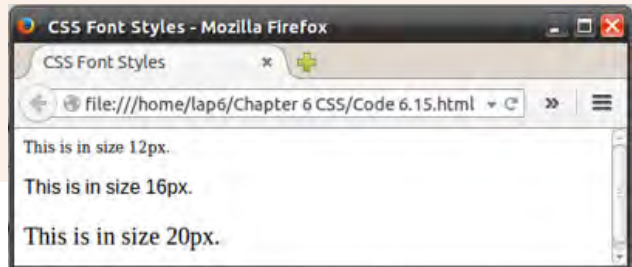 CSS Font Styles - Mozilla Firefox
CSS Font Styles
file:///home/lap6/Chapter 6 CSS/Code 6.15.html
This is in size 12px.
This is in size 16px.
This is in size 20px.